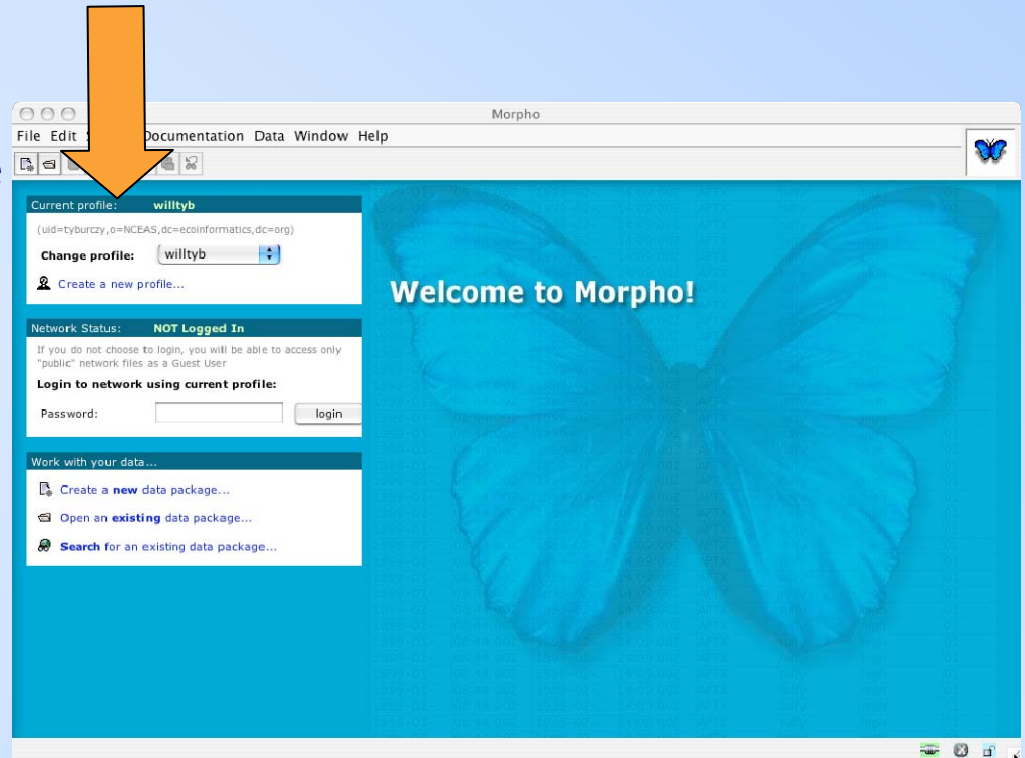 Morpho
File Edit Documentation Data Window Help
Current profile: willtyb
(uid=tyburczy,o=NCEAS,dc=ecoinformatics,dc=org)
Change profile: willtyb
Create a new profile...
Welcome to Morpho!
Network Status: NOT Logged In
If you do not choose to login, you will be able to access only
"public" network files as a Guest User
Login to network using current profile:
Password: login
Work with your data...
Create a new data package...
Open an existing data package...
Search for an existing data package...